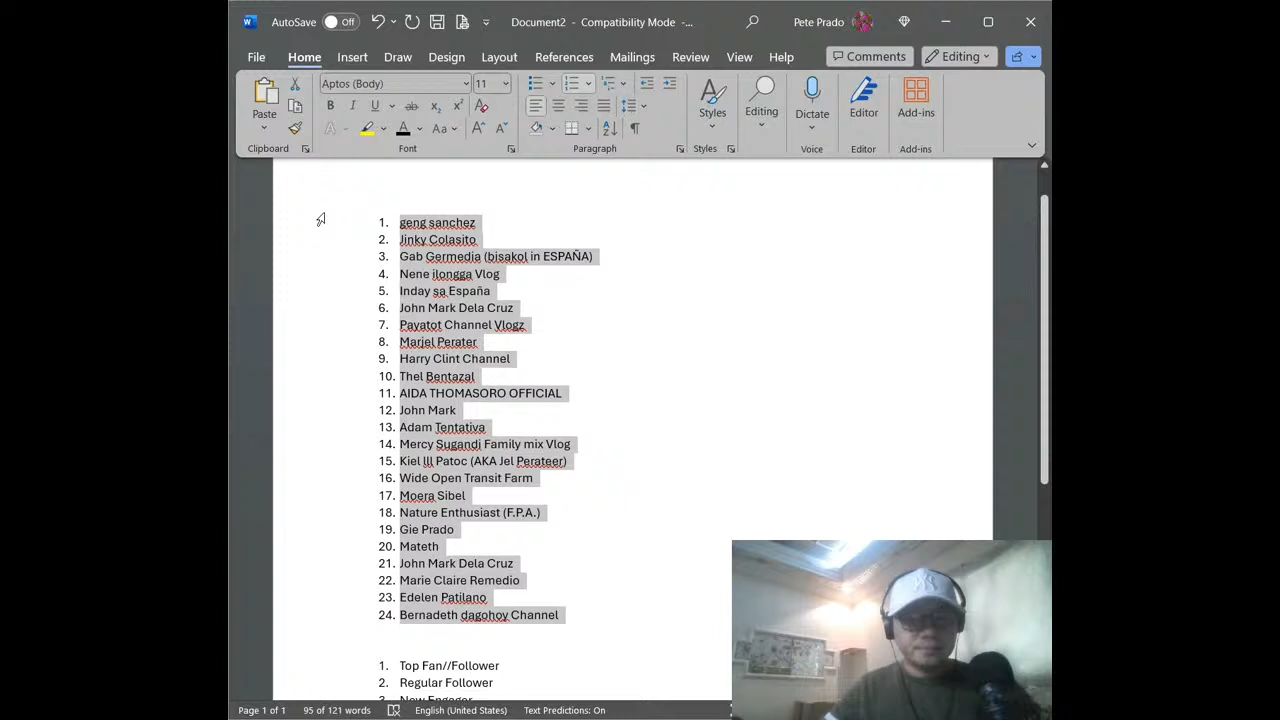 AutoSave Off Document2 - Compatibility Mode -... Pete Prado
File Home Insert Draw Design Layout References Mailings Review View Help Comments Editing
Aptos (Body) 11
Paste Styles Editing Dictate Editor Add-ins
Clipboard Font Paragraph Styles Voice Editor Add-ins
1. geng sanchez
2. Jinky Colasito
3. Gab Germedia (bisakol in ESPAÑA)
4. Nene ilongga Vlog
5. Inday sa España
6. John Mark Dela Cruz
7. Payatot Channel Vlogz
8. Marjel Perater
9. Harry Clint Channel
10. Thel Bentazal
11. AIDA THOMASORO OFFICIAL
12. John Mark
13. Adam Tentativa
14. Mercy Sugandi Family mix Vlog
15. Kiel lll Patoc (AKA Jel Perateer)
16. Wide Open Transit Farm
17. Moera Sibel
18. Nature Enthusiast (F.P.A.)
19. Gie Prado
20. Mateth
21. John Mark Dela Cruz
22. Marie Claire Remedio
23. Edelen Patilano
24. Bernadeth dagohoy Channel
1. Top Fan//Follower
2. Regular Follower
3. New Engager
Page 1 of 1 95 of 121 words English (United States) Text Predictions: On